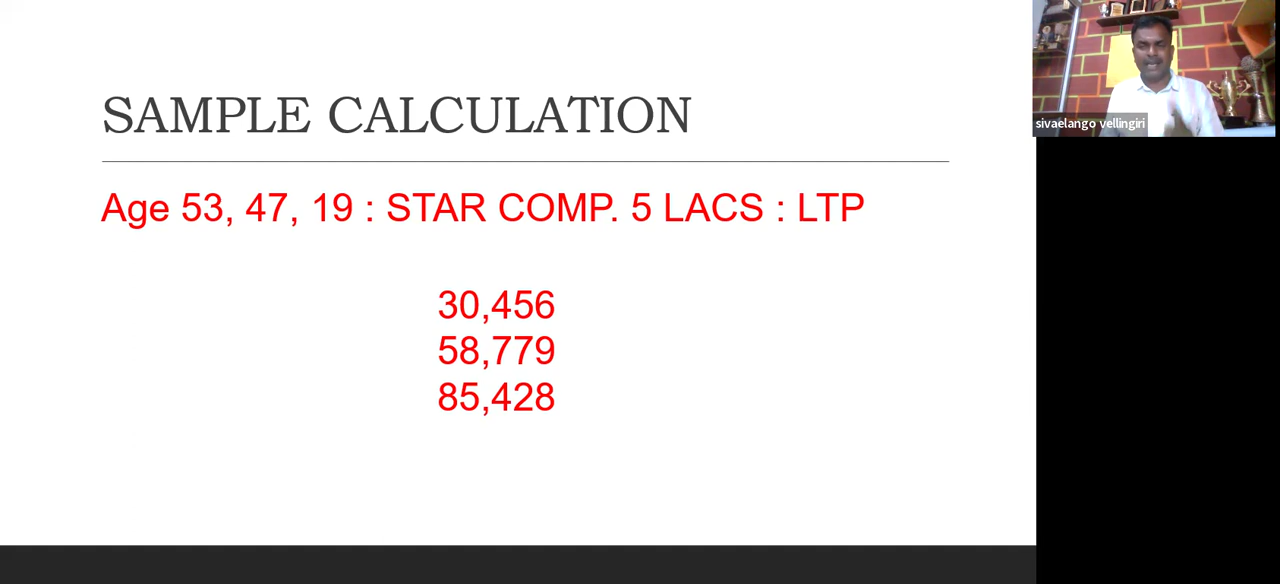 SAMPLE CALCULATION
Age 53, 47, 19 : STAR COMP. 5 LACS : LTP
30,456
58,779
85,428
sivaelango vellingiri